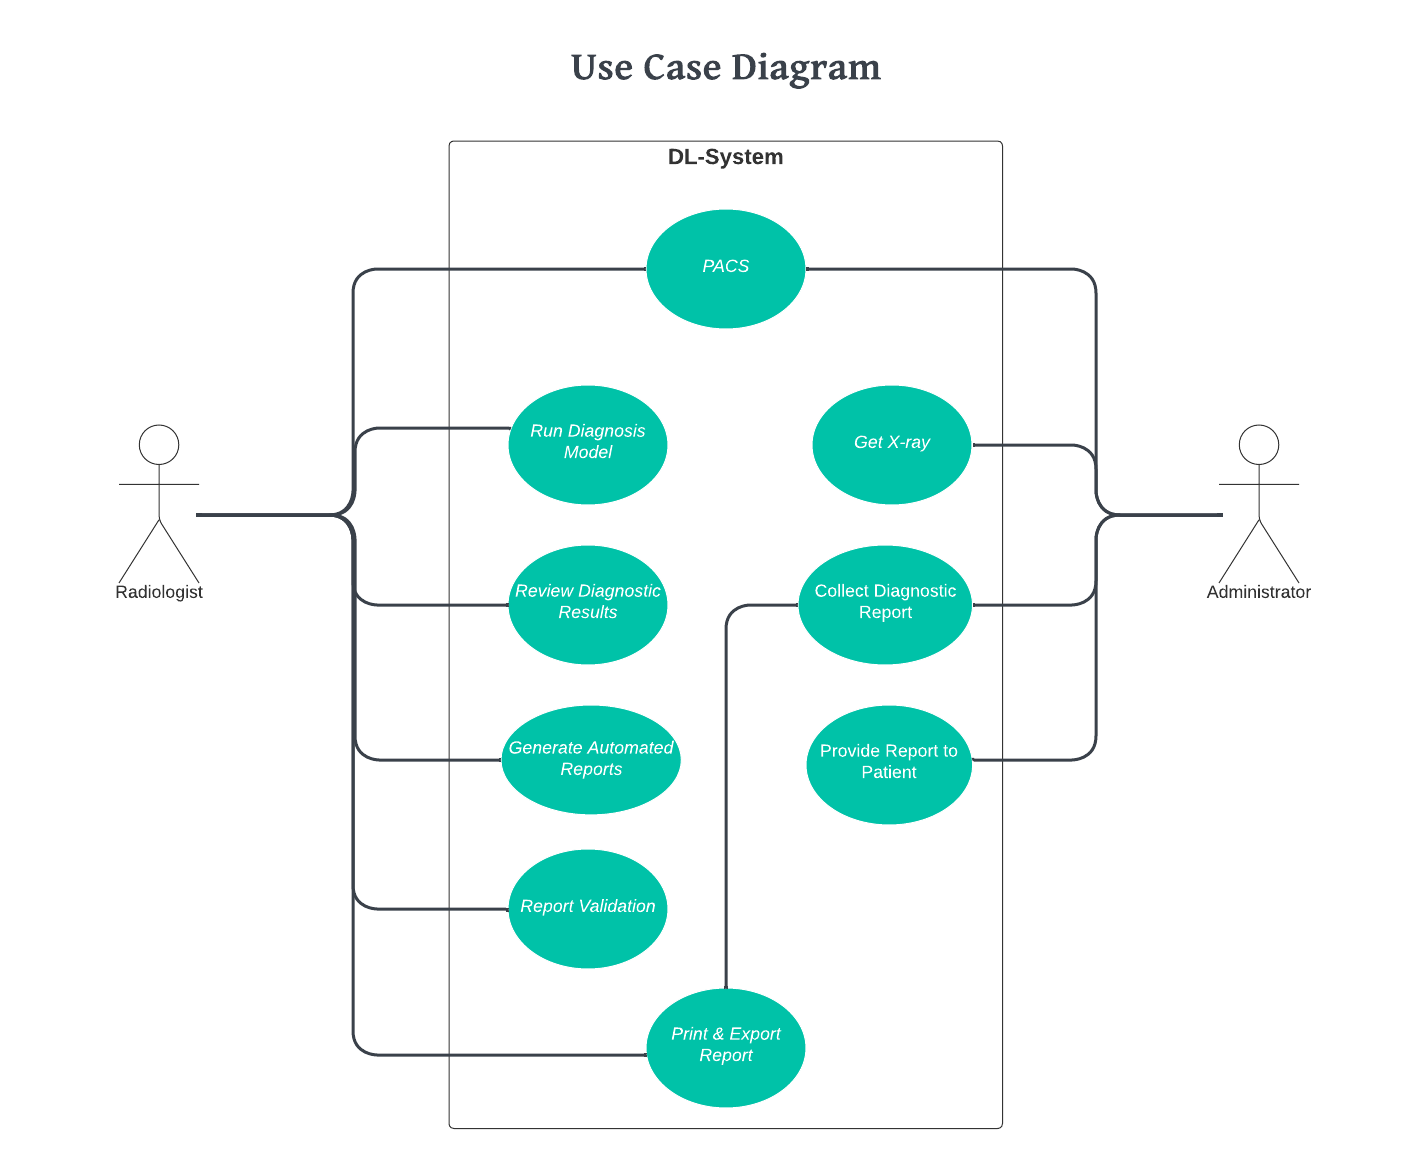 Use Case Diagram
DL-System
PACS
Run Diagnosis
Model
Get X-ray
Radiologist
Review Diagnostic
Results
Collect Diagnostic
Report
Administrator
Generate Automated
Reports
Provide Report to
Patient
Report Validation
Print & Export
Report